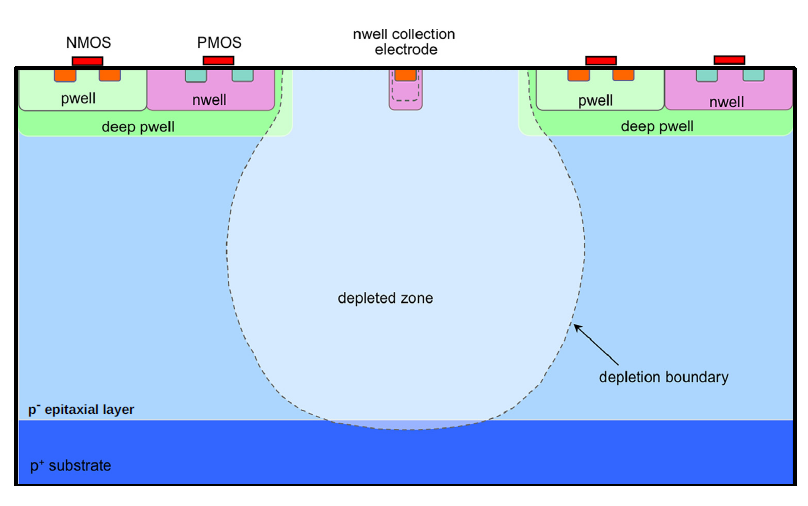 NMOS
PMOS
nwell collection
electrode
pwell
nwell
deep pwell
pwell
nwell
deep pwell
depleted zone
depletion boundary
p⁻ epitaxial layer
p⁺ substrate